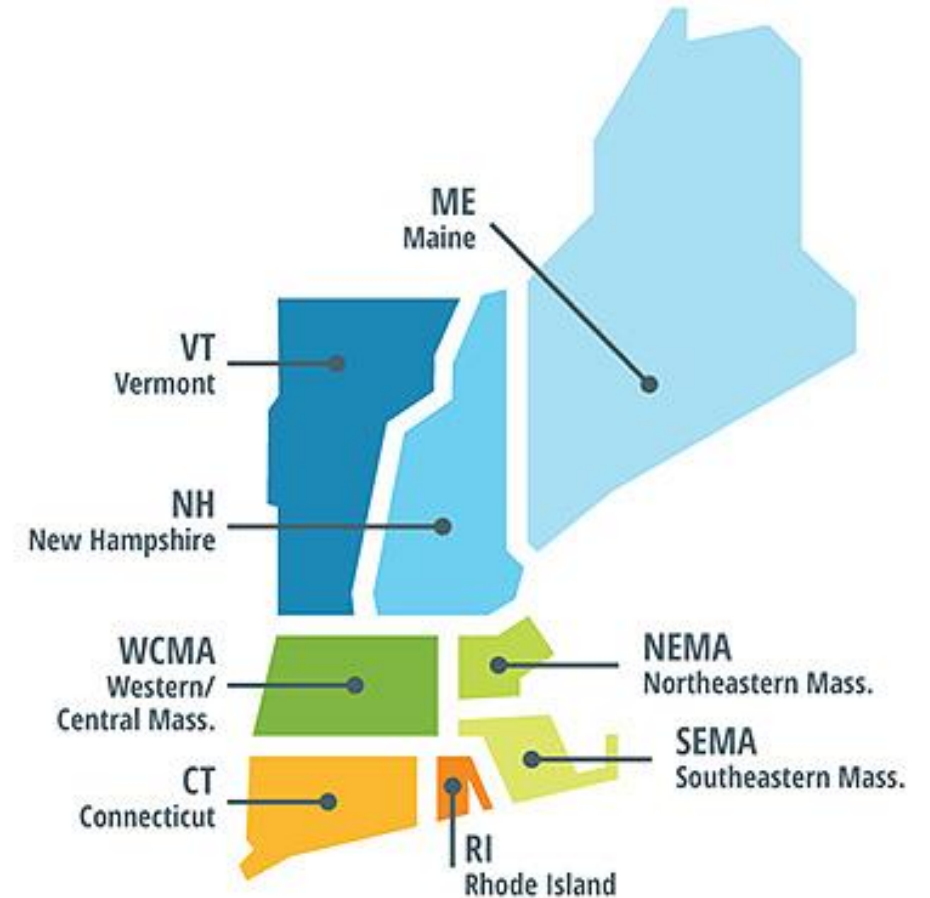 ME
Maine
VT
Vermont
NH
New Hampshire
WCMA
Western/
Central Mass.
NEMA
Northeastern Mass.
SEMA
Southeastern Mass.
CT
Connecticut
RI
Rhode Island